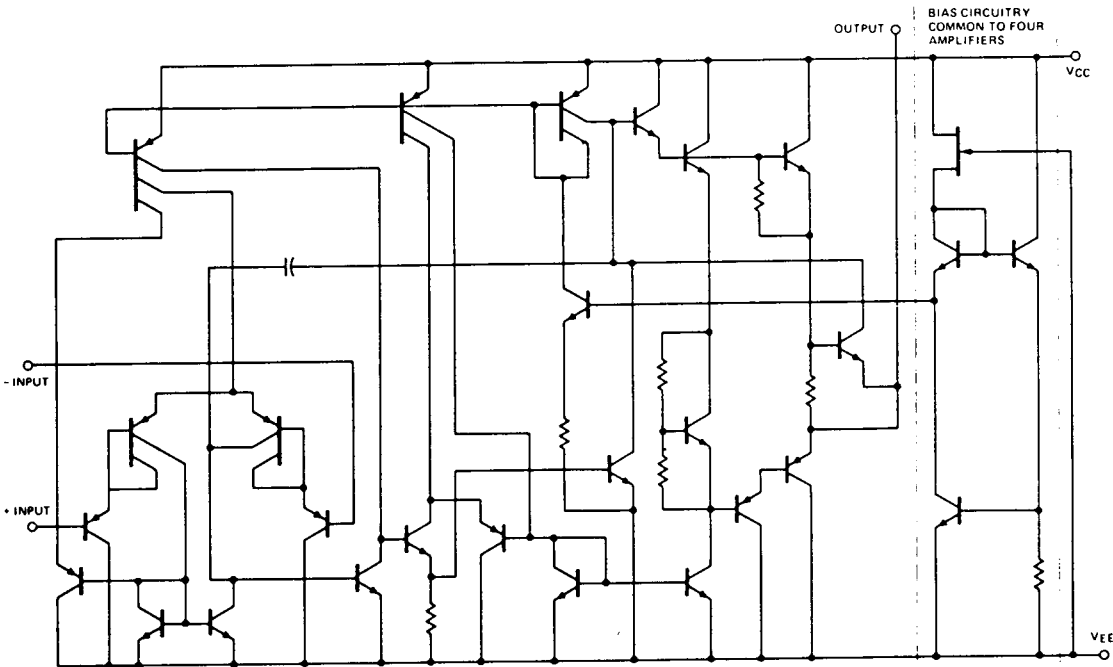 OUTPUT
BIAS CIRCUITRY
COMMON TO FOUR
AMPLIFIERS
VCC
- INPUT
+ INPUT
VEE